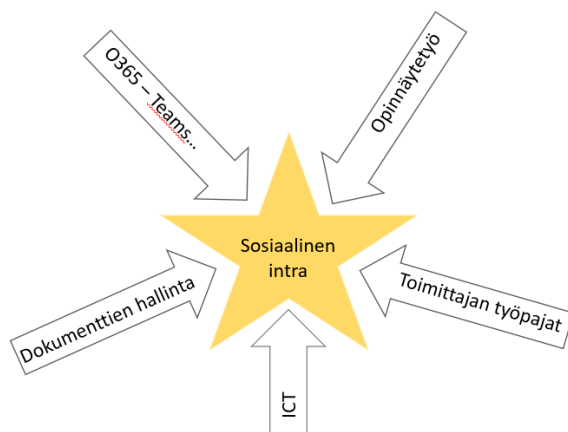 O365 – Teams...
Opinnäytetyö
Sosiaalinen
intra
Dokumenttien hallinta
Toimittajan työpajat
ICT